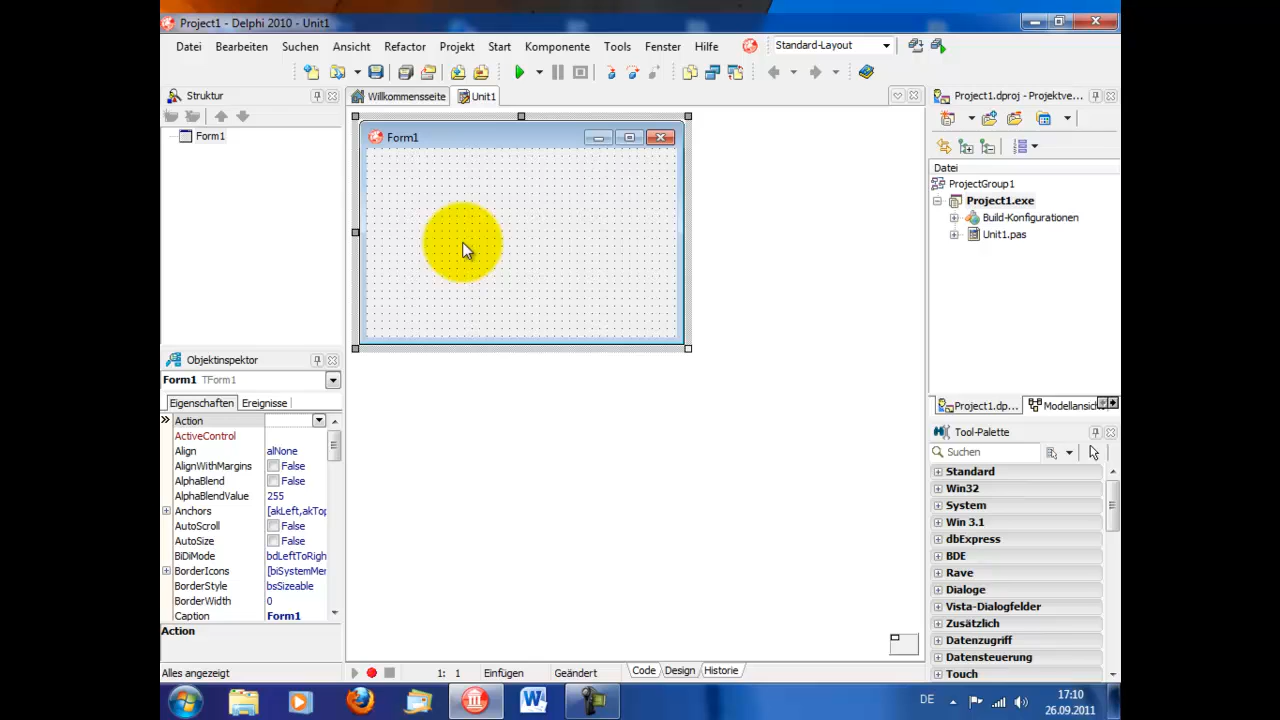 Project1 - Delphi 2010 - Unit1
Datei Bearbeiten Suchen Ansicht Refactor Projekt Start Komponente Tools Fenster Hilfe Standard-Layout
Struktur
Willkommensseite Unit1
Project1.dproj - Projektve...
Form1
Form1
Datei
ProjectGroup1
Project1.exe
Build-Konfigurationen
Unit1.pas
Objektinspektor
Form1 TForm1
Eigenschaften Ereignisse
Project1.dp... Modellansich
Action
ActiveControl
Align alNone
AlignWithMargins False
AlphaBlend False
AlphaBlendValue 255
Anchors [akLeft,akTop
AutoScroll False
AutoSize False
BiDiMode bdLeftToRigh
BorderIcons [biSystemMer
BorderStyle bsSizeable
BorderWidth 0
Caption Form1
Action
Alles angezeigt
Tool-Palette
Suchen
Standard
Win32
System
Win 3.1
dbExpress
BDE
Rave
Dialoge
Vista-Dialogfelder
Zusätzlich
Datenzugriff
Datensteuerung
Touch
1: 1 Einfügen Geändert Code Design Historie
DE 17:10
26.09.2011